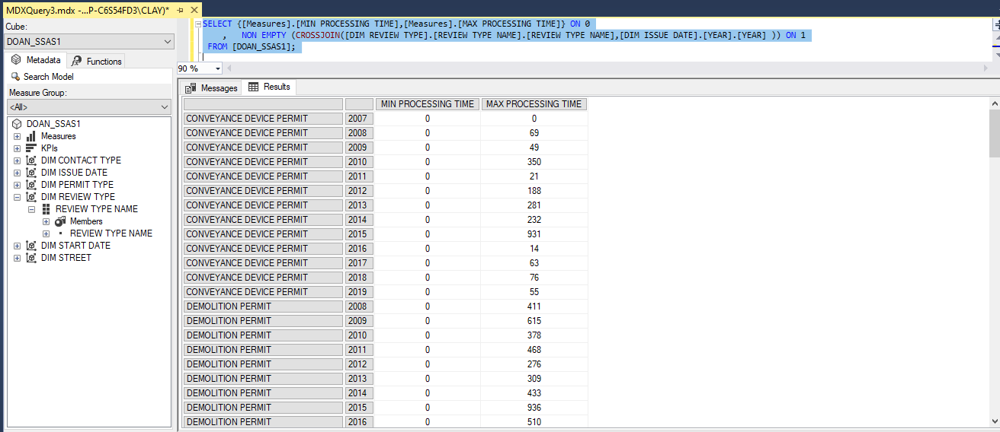 MDXQuery3.mdx -...P-C6S54FD3\CLAY)*
Cube:
DOAN_SSAS1
Metadata
Functions
Search Model
Measure Group:
<All>
DOAN_SSAS1
Measures
KPIs
DIM CONTACT TYPE
DIM ISSUE DATE
DIM PERMIT TYPE
DIM REVIEW TYPE
REVIEW TYPE NAME
Members
REVIEW TYPE NAME
DIM START DATE
DIM STREET
SELECT {[Measures].[MIN PROCESSING TIME],[Measures].[MAX PROCESSING TIME]} ON 0
, NON EMPTY (CROSSJOIN([DIM REVIEW TYPE].[REVIEW TYPE NAME].[REVIEW TYPE NAME],[DIM ISSUE DATE].[YEAR].[YEAR] )) ON 1
FROM [DOAN_SSAS1];
90 %
Messages
Results
MIN PROCESSING TIME MAX PROCESSING TIME
CONVEYANCE DEVICE PERMIT 2007 0 0
CONVEYANCE DEVICE PERMIT 2008 0 69
CONVEYANCE DEVICE PERMIT 2009 0 49
CONVEYANCE DEVICE PERMIT 2010 0 350
CONVEYANCE DEVICE PERMIT 2011 0 21
CONVEYANCE DEVICE PERMIT 2012 0 188
CONVEYANCE DEVICE PERMIT 2013 0 281
CONVEYANCE DEVICE PERMIT 2014 0 232
CONVEYANCE DEVICE PERMIT 2015 0 931
CONVEYANCE DEVICE PERMIT 2016 0 14
CONVEYANCE DEVICE PERMIT 2017 0 63
CONVEYANCE DEVICE PERMIT 2018 0 76
CONVEYANCE DEVICE PERMIT 2019 0 55
DEMOLITION PERMIT 2008 0 411
DEMOLITION PERMIT 2009 0 615
DEMOLITION PERMIT 2010 0 378
DEMOLITION PERMIT 2011 0 468
DEMOLITION PERMIT 2012 0 276
DEMOLITION PERMIT 2013 0 309
DEMOLITION PERMIT 2014 0 433
DEMOLITION PERMIT 2015 0 936
DEMOLITION PERMIT 2016 0 510